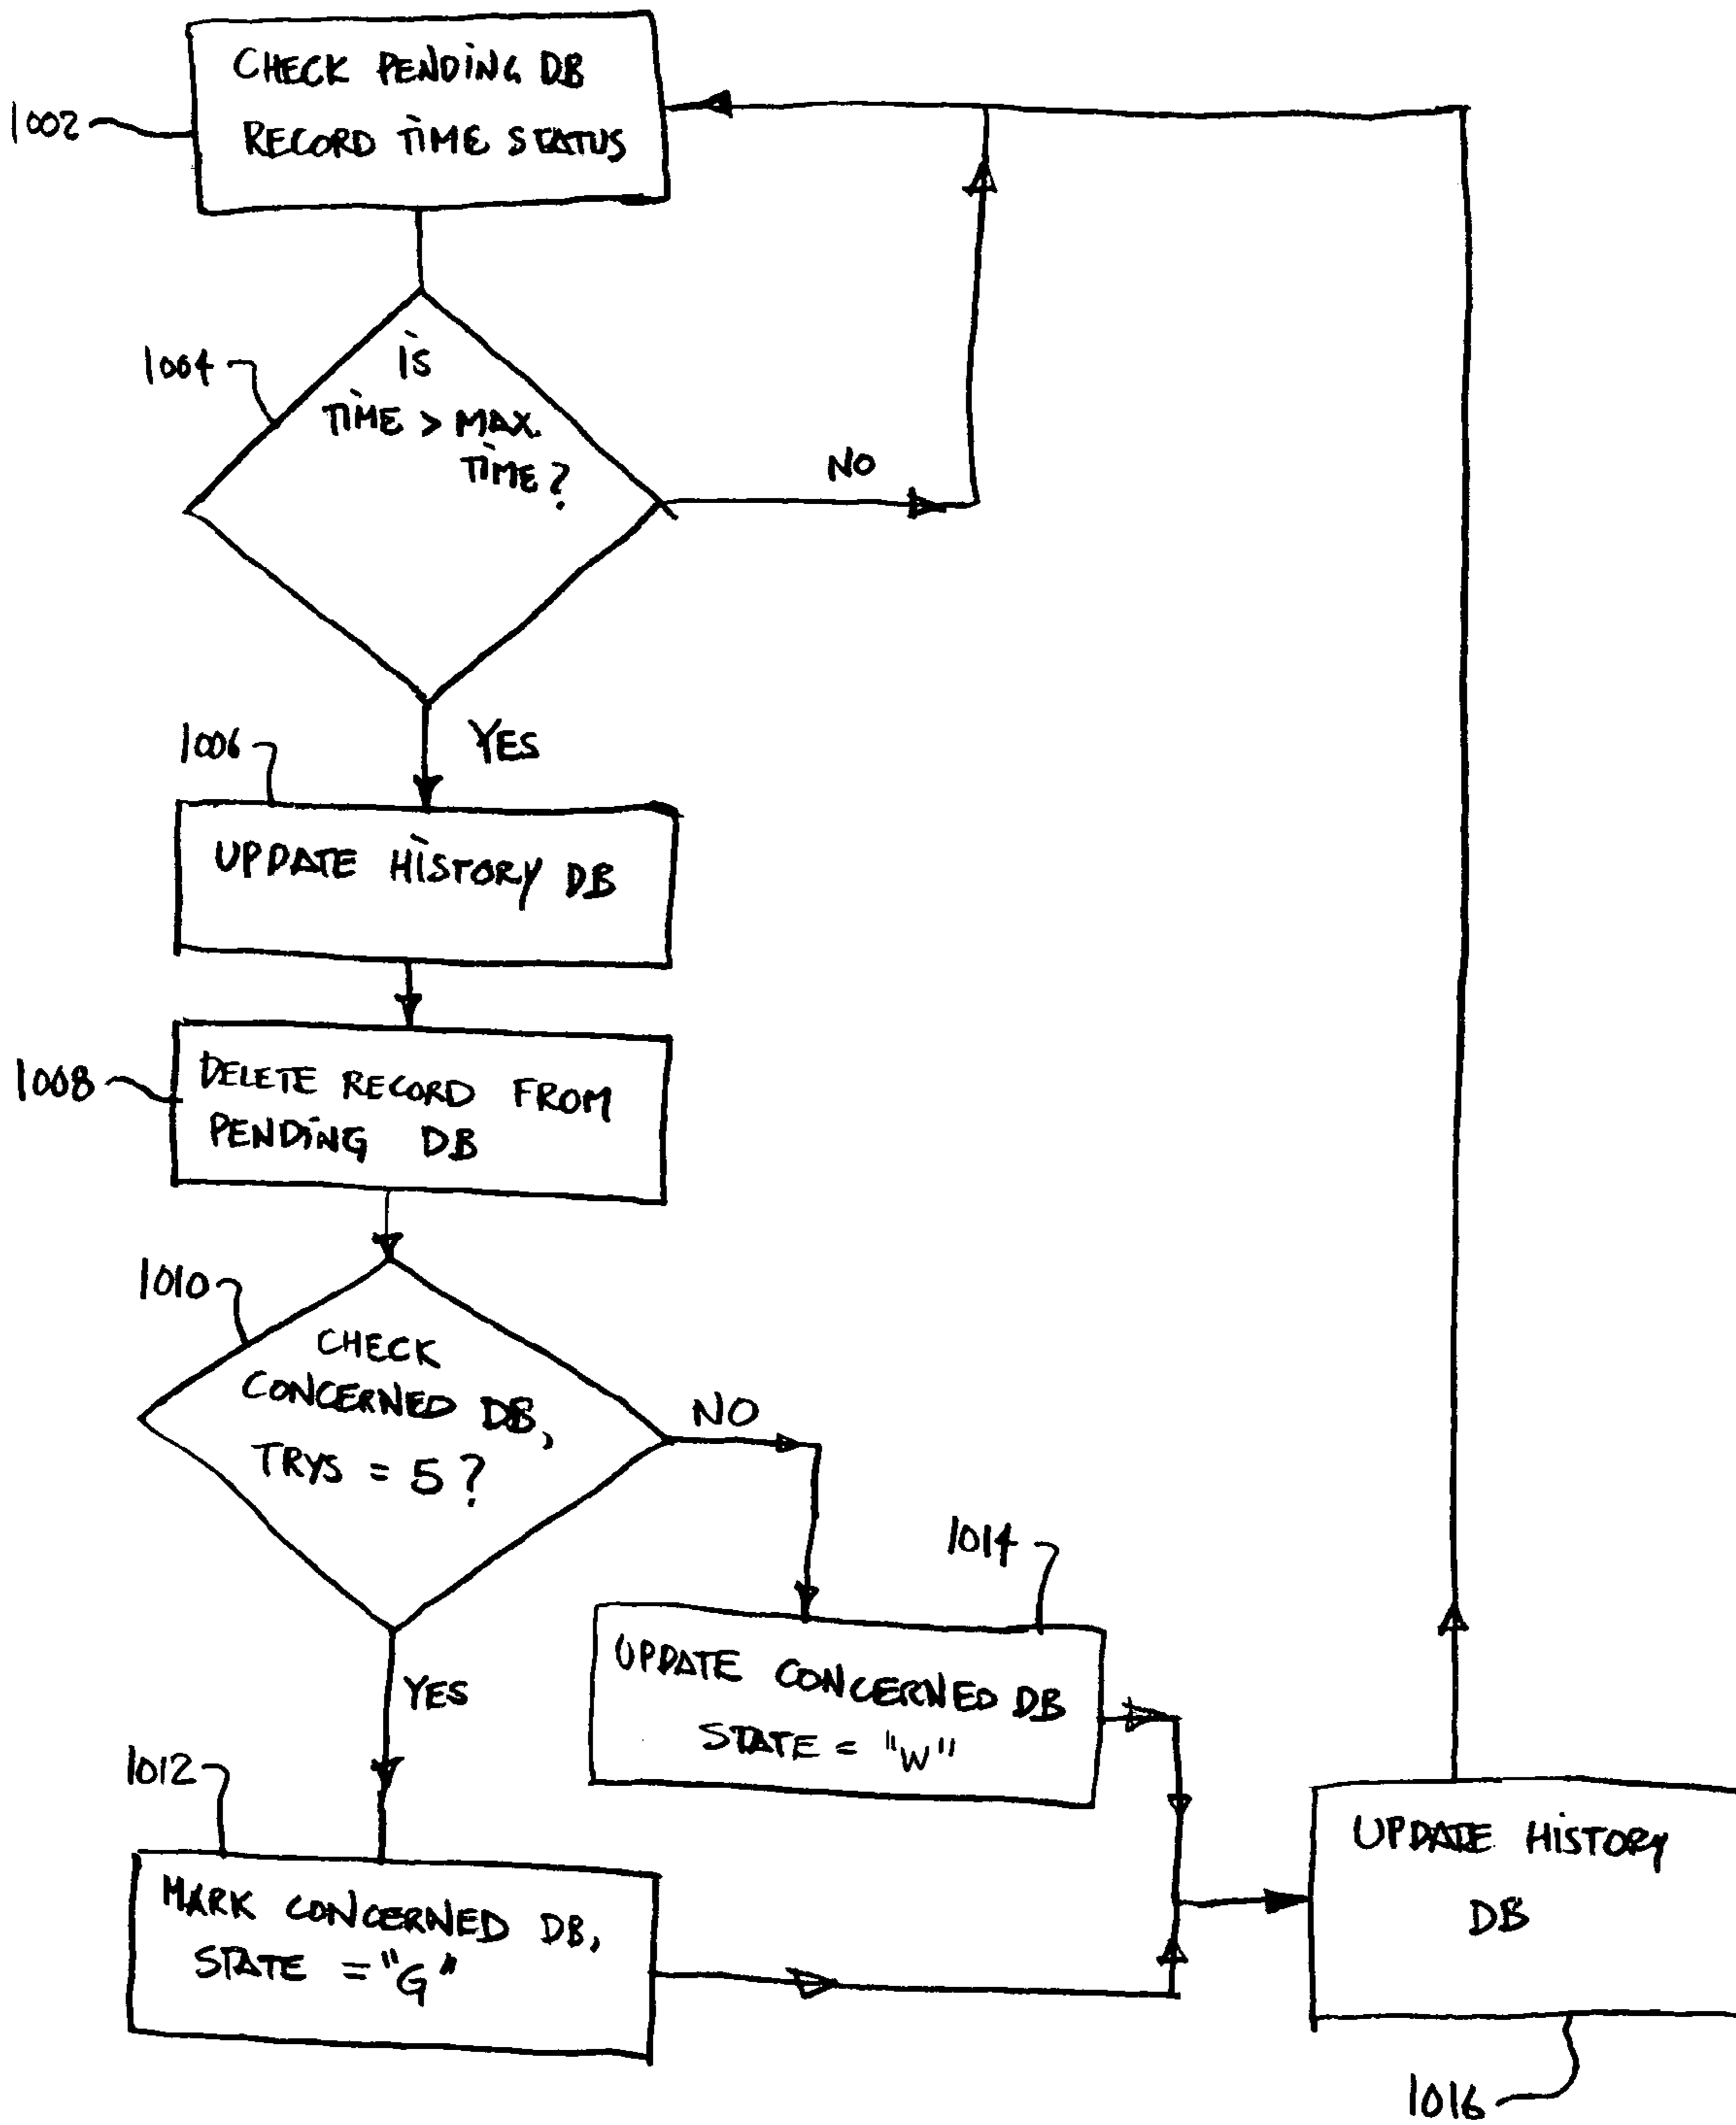 CHECK PENDING DB
RECORD TIME STATUS
1002
1004
IS
TIME > MAX.
TIME?
NO
YES
1006
UPDATE HISTORY DB
1008
DELETE RECORD FROM
PENDING DB
1010
CHECK
CONCERNED DB,
TRYS = 5?
NO
YES
1014
UPDATE CONCERNED DB
STATE = "W"
1012
MARK CONCERNED DB,
STATE = "G"
UPDATE HISTORY
DB
1016